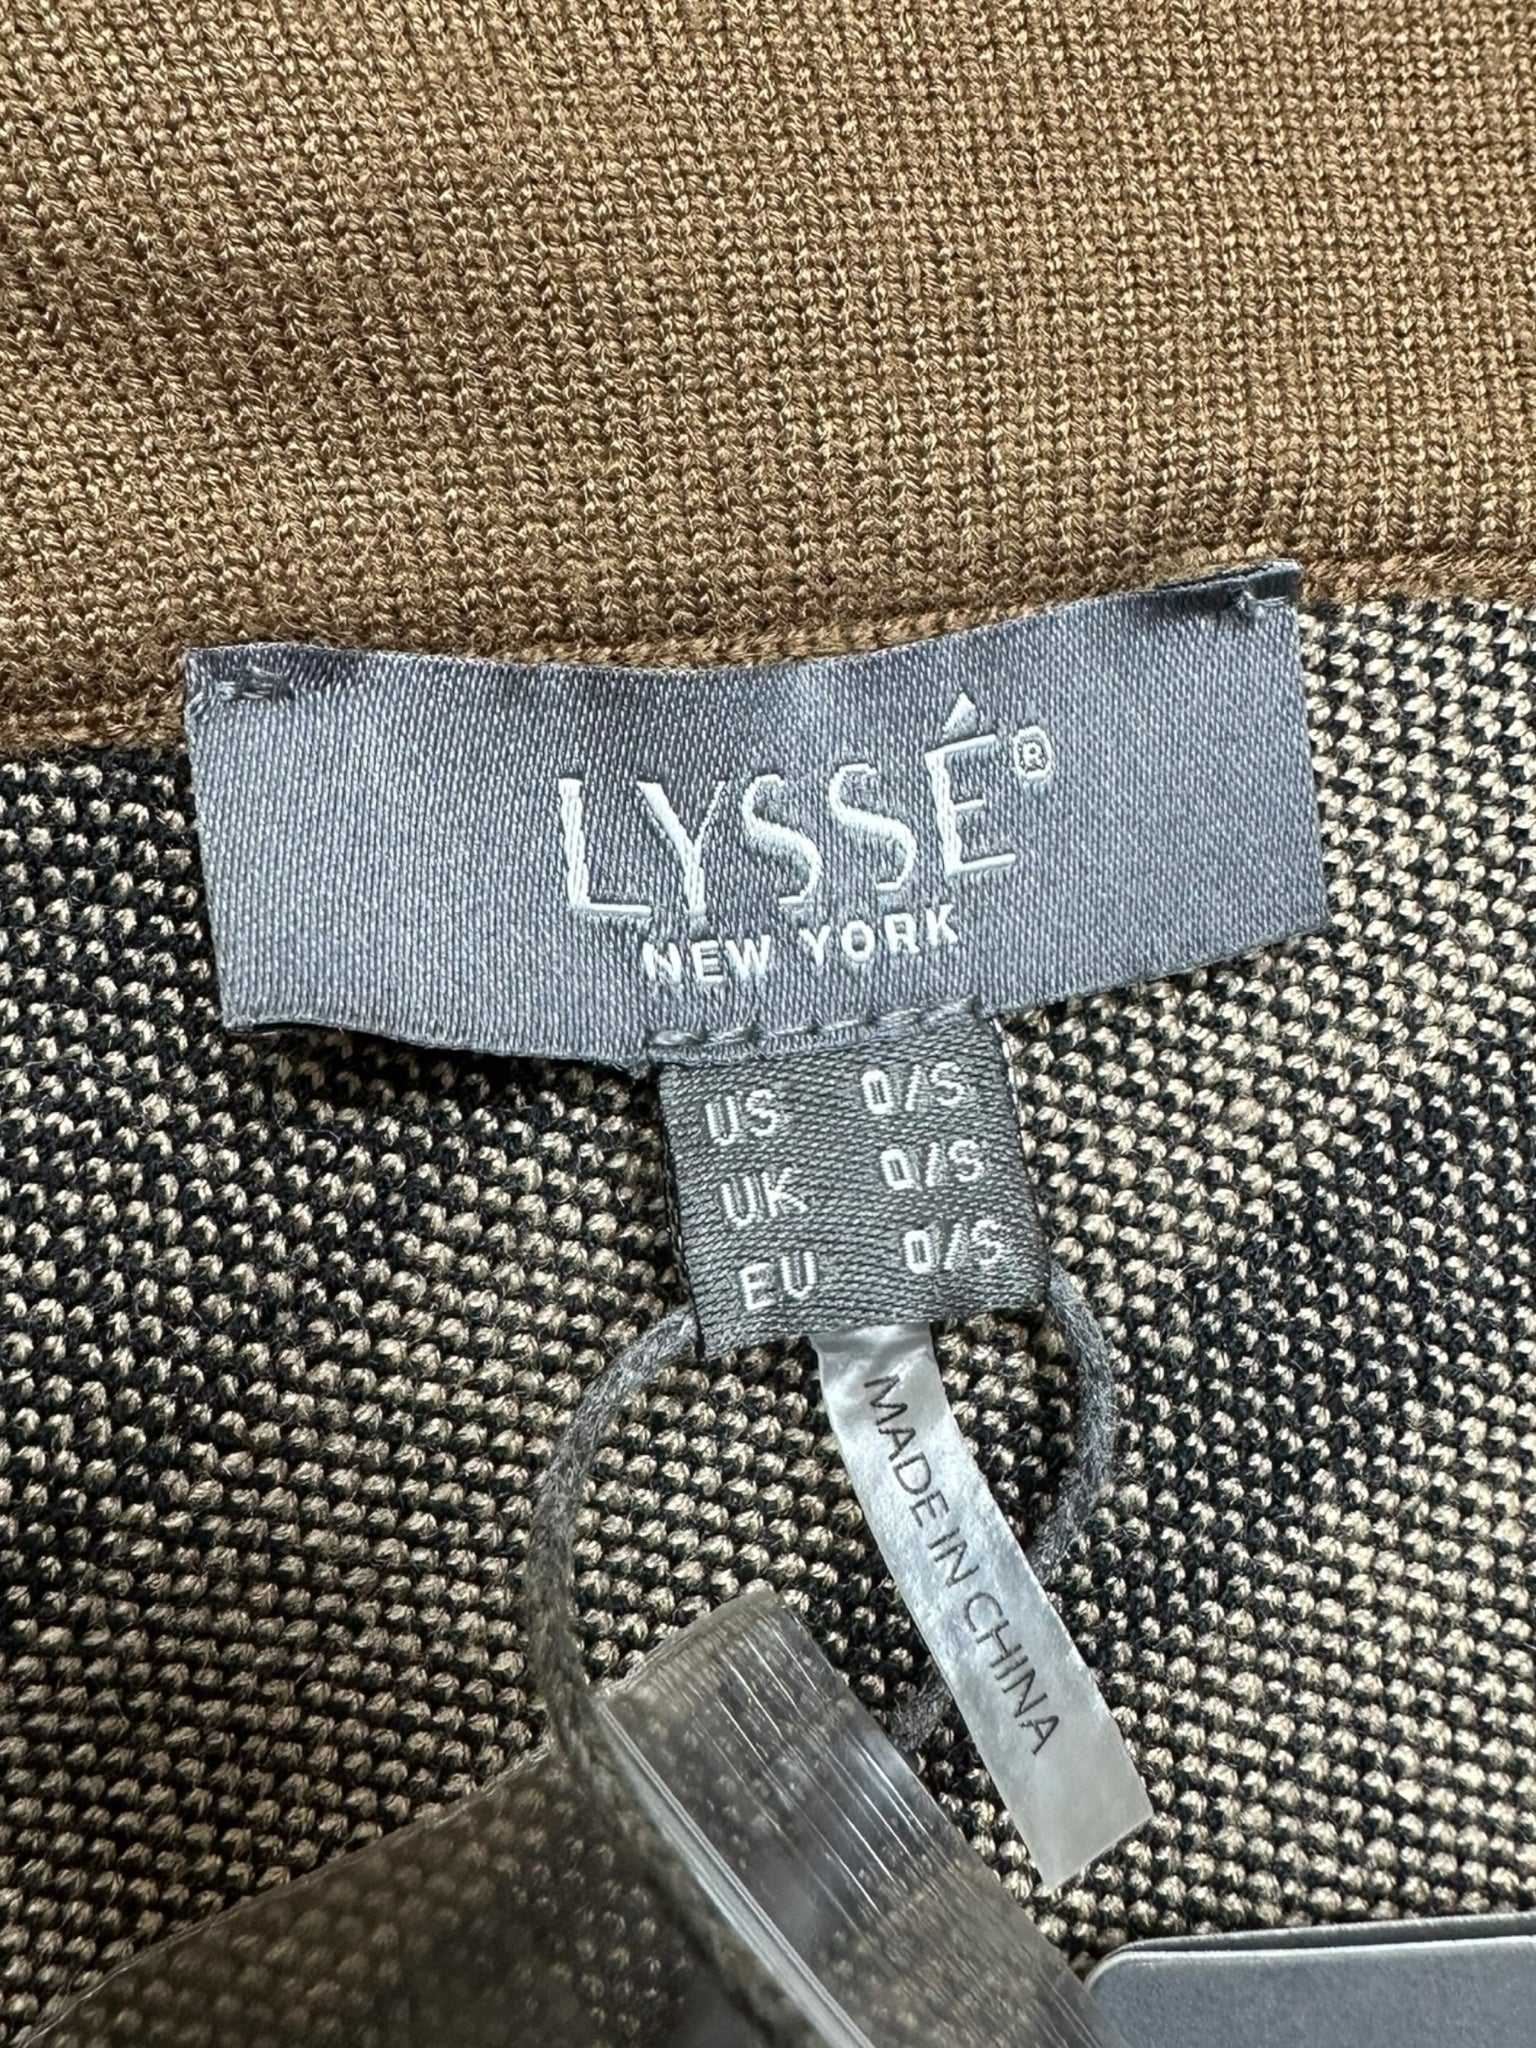 LYSSÉ®
NEW YORK
US O/S
UK O/S
EU O/S
MADE IN CHINA